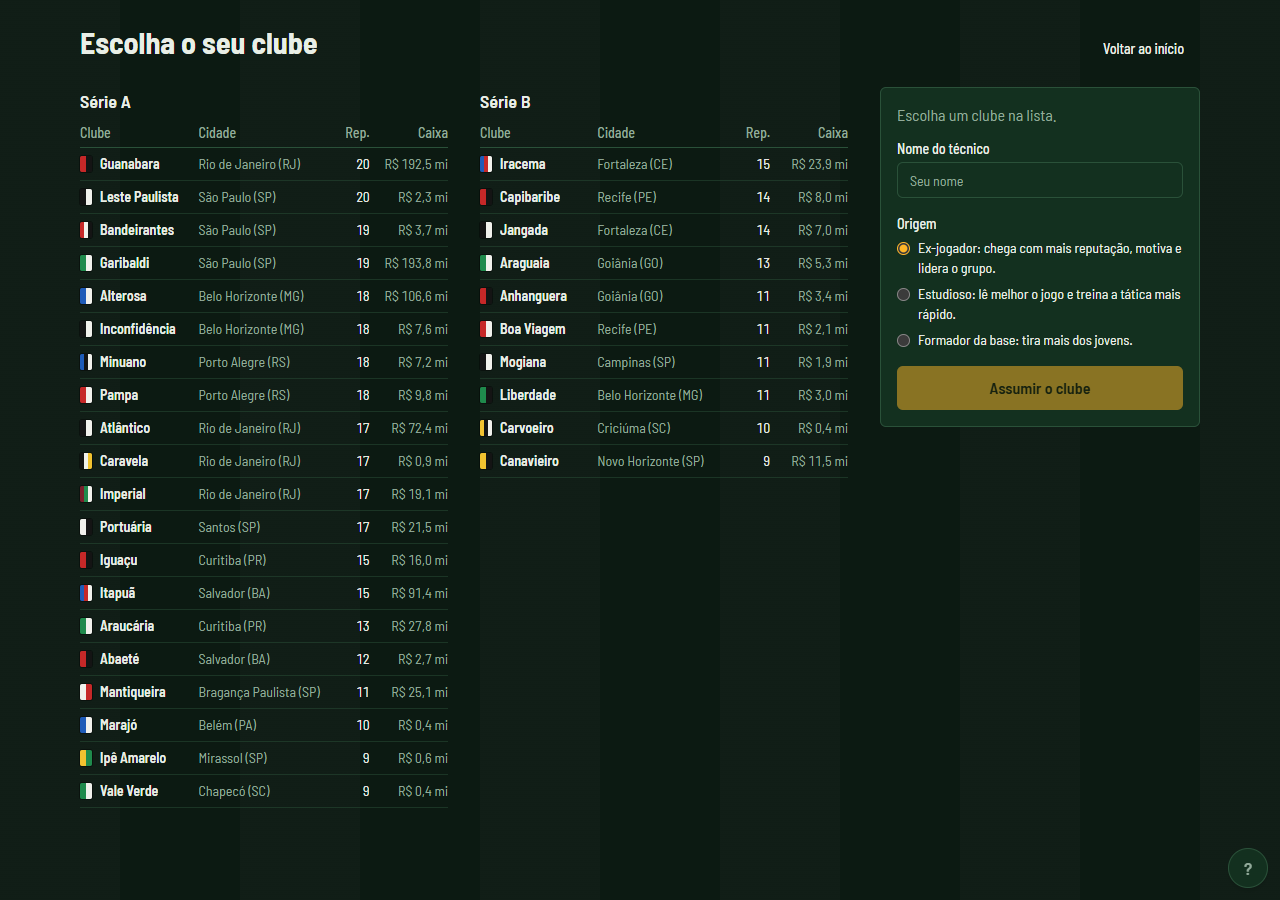 Escolha o seu clube
Voltar ao início
Série A
Clube Cidade Rep. Caixa
Guanabara Rio de Janeiro (RJ) 20 R$ 192,5 mi
Leste Paulista São Paulo (SP) 20 R$ 2,3 mi
Bandeirantes São Paulo (SP) 19 R$ 3,7 mi
Garibaldi São Paulo (SP) 19 R$ 193,8 mi
Alterosa Belo Horizonte (MG) 18 R$ 106,6 mi
Inconfidência Belo Horizonte (MG) 18 R$ 7,6 mi
Minuano Porto Alegre (RS) 18 R$ 7,2 mi
Pampa Porto Alegre (RS) 18 R$ 9,8 mi
Atlântico Rio de Janeiro (RJ) 17 R$ 72,4 mi
Caravela Rio de Janeiro (RJ) 17 R$ 0,9 mi
Imperial Rio de Janeiro (RJ) 17 R$ 19,1 mi
Portuária Santos (SP) 17 R$ 21,5 mi
Iguaçu Curitiba (PR) 15 R$ 16,0 mi
Itapuã Salvador (BA) 15 R$ 91,4 mi
Araucária Curitiba (PR) 13 R$ 27,8 mi
Abaeté Salvador (BA) 12 R$ 2,7 mi
Mantiqueira Bragança Paulista (SP) 11 R$ 25,1 mi
Marajó Belém (PA) 10 R$ 0,4 mi
Ipê Amarelo Mirassol (SP) 9 R$ 0,6 mi
Vale Verde Chapecó (SC) 9 R$ 0,4 mi
Série B
Clube Cidade Rep. Caixa
Iracema Fortaleza (CE) 15 R$ 23,9 mi
Capibaribe Recife (PE) 14 R$ 8,0 mi
Jangada Fortaleza (CE) 14 R$ 7,0 mi
Araguaia Goiânia (GO) 13 R$ 5,3 mi
Anhanguera Goiânia (GO) 11 R$ 3,4 mi
Boa Viagem Recife (PE) 11 R$ 2,1 mi
Mogiana Campinas (SP) 11 R$ 1,9 mi
Liberdade Belo Horizonte (MG) 11 R$ 3,0 mi
Carvoeiro Criciúma (SC) 10 R$ 0,4 mi
Canavieiro Novo Horizonte (SP) 9 R$ 11,5 mi
Escolha um clube na lista.
Nome do técnico
Seu nome
Origem
Ex-jogador: chega com mais reputação, motiva e
lidera o grupo.
Estudioso: lê melhor o jogo e treina a tática mais
rápido.
Formador da base: tira mais dos jovens.
Assumir o clube
?